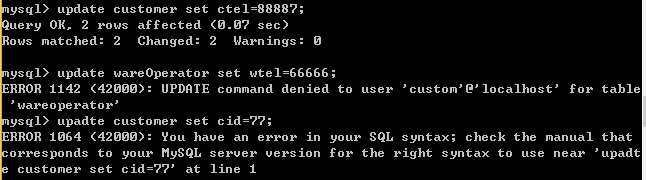 mysql> update customer set ctel=88887;
Query OK, 2 rows affected (0.07 sec)
Rows matched: 2  Changed: 2  Warnings: 0

mysql> update wareOperator set wtel=66666;
ERROR 1142 (42000): UPDATE command denied to user 'custom'@'localhost' for table
 'wareoperator'
mysql> upadte customer set cid=77;
ERROR 1064 (42000): You have an error in your SQL syntax; check the manual that
corresponds to your MySQL server version for the right syntax to use near 'upadt
e customer set cid=77' at line 1